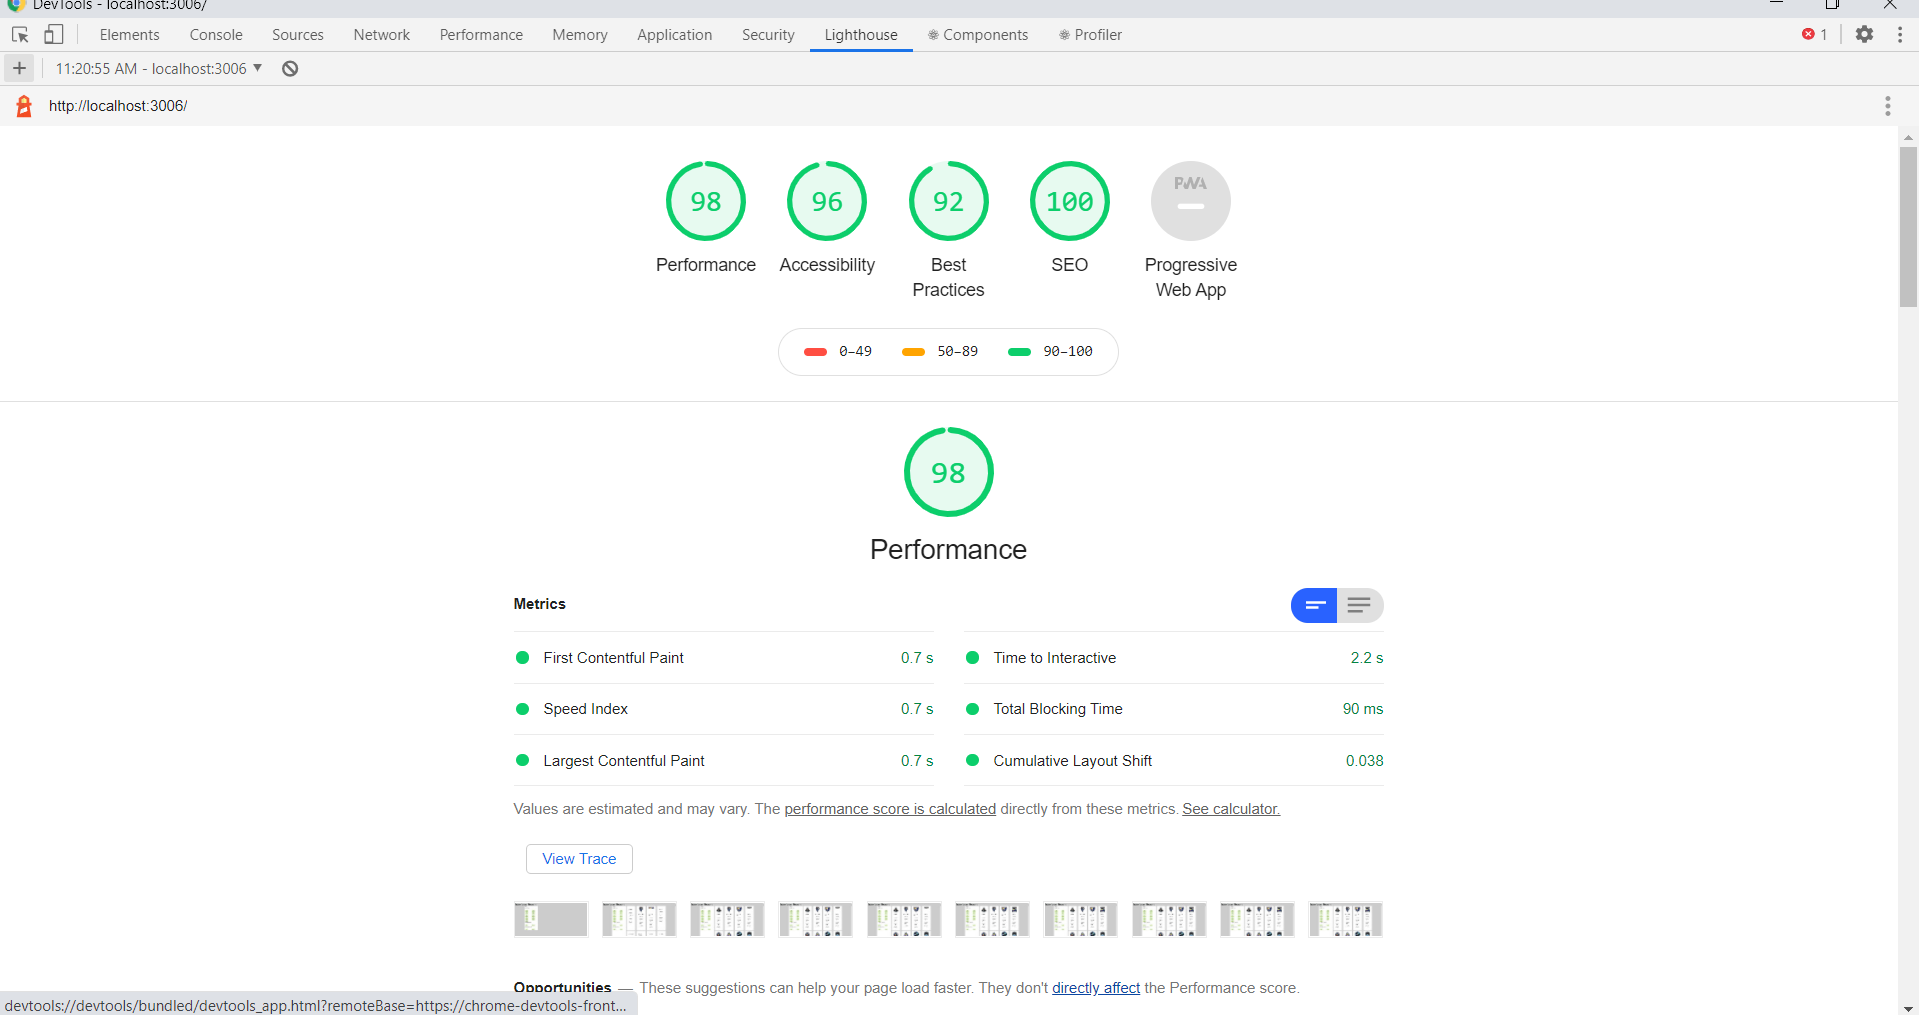 DevTools - localhost:3006/
Elements Console Sources Network Performance Memory Application Security Lighthouse Components Profiler 1
11:20:55 AM - localhost:3006
http://localhost:3006/
98 96 92 100 PWA
Performance Accessibility Best Practices SEO Progressive Web App
0–49 50–89 90–100
98
Performance
Metrics
First Contentful Paint 0.7 s Time to Interactive 2.2 s
Speed Index 0.7 s Total Blocking Time 90 ms
Largest Contentful Paint 0.7 s Cumulative Layout Shift 0.038
Values are estimated and may vary. The performance score is calculated directly from these metrics. See calculator.
View Trace
Opportunities — These suggestions can help your page load faster. They don't directly affect the Performance score.
devtools://devtools/bundled/devtools_app.html?remoteBase=https://chrome-devtools-front...